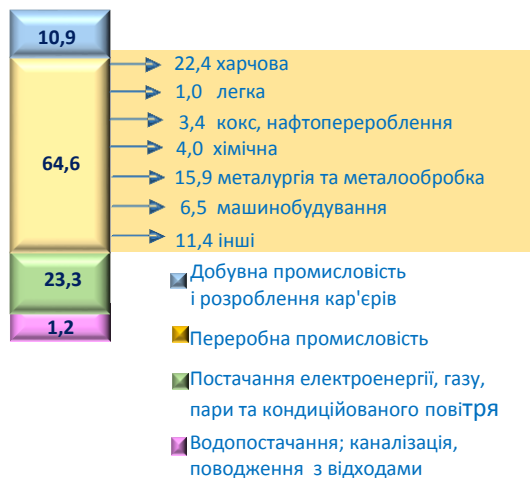 10,9
64,6
23,3
1,2
22,4 харчова
1,0 легка
3,4 кокс, нафтоперероблення
4,0 хімічна
15,9 металургія та металообробка
6,5 машинобудування
11,4 інші
Добувна промисловість
і розроблення кар'єрів
Переробна промисловість
Постачання електроенергії, газу,
пари та кондиційованого повітря
Водопостачання; каналізація,
поводження з відходами